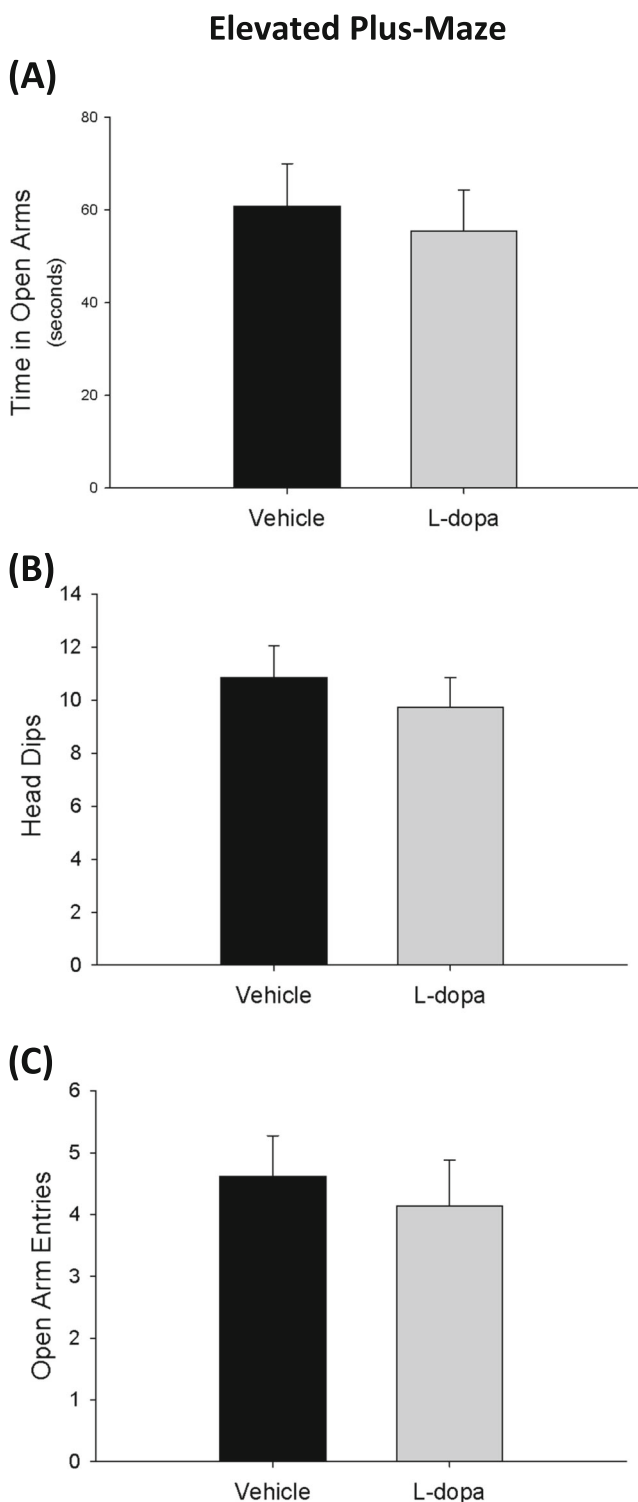 Elevated Plus-Maze
(A)
Time in Open Arms
(seconds)
80
60
40
20
0
Vehicle L-dopa
(B)
Head Dips
14
12
10
8
6
4
2
0
Vehicle L-dopa
(C)
Open Arm Entries
6
5
4
3
2
1
0
Vehicle L-dopa